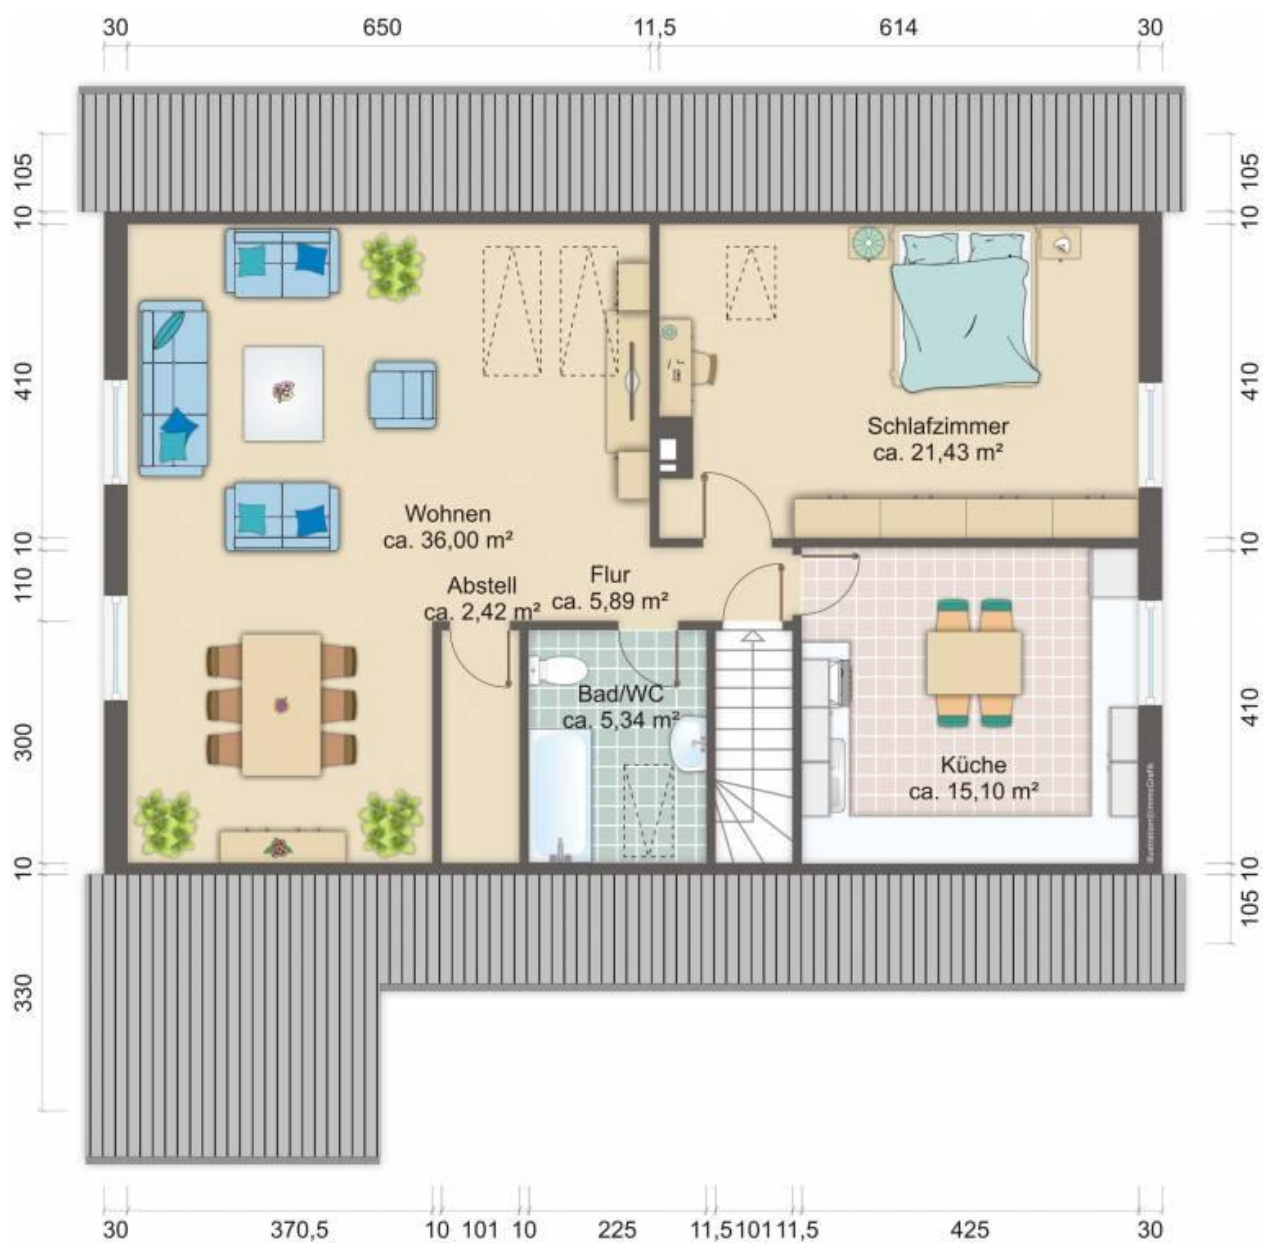 30 650 11,5 614 30
105
10
410
10
110
300
10
330
105
10
410
10
410
10
105
Schlafzimmer
ca. 21,43 m²
Wohnen
ca. 36,00 m²
Abstell
ca. 2,42 m²
Flur
ca. 5,89 m²
Bad/WC
ca. 5,34 m²
Küche
ca. 15,10 m²
30 370,5 10 101 10 225 11,5 101 11,5 425 30